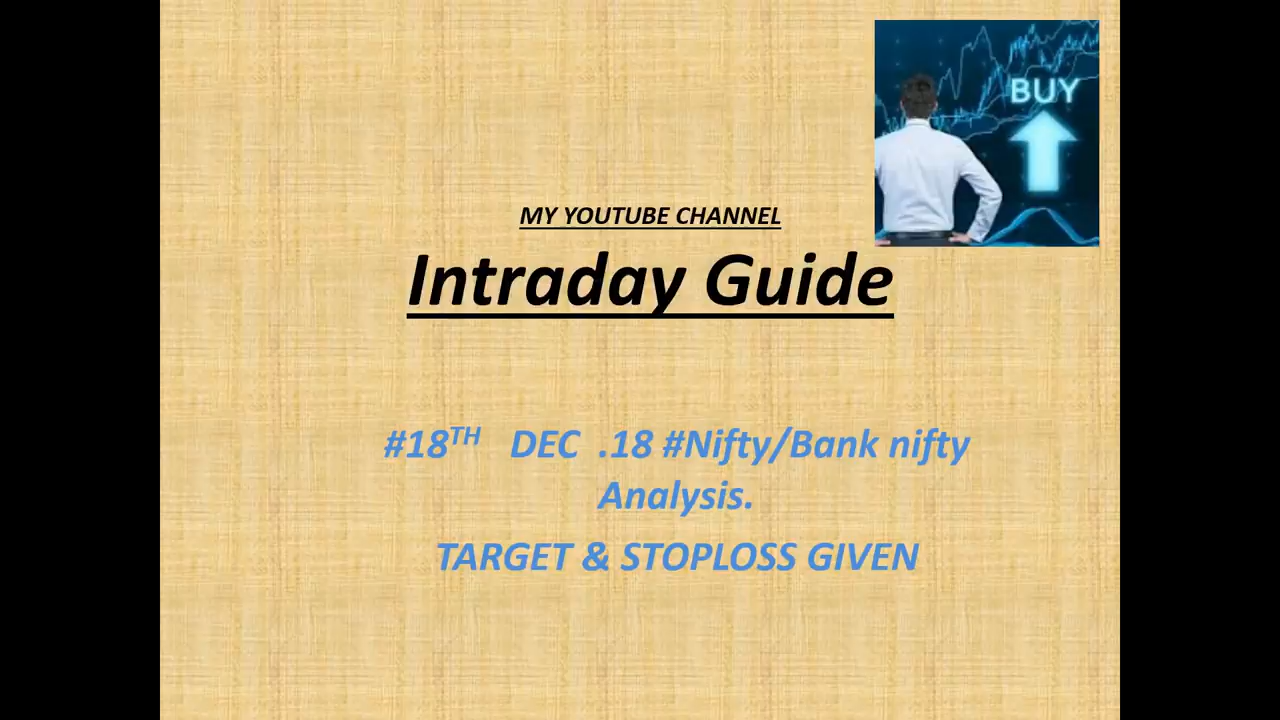 BUY
MY YOUTUBE CHANNEL
Intraday Guide
#18TH DEC .18 #Nifty/Bank nifty
Analysis.
TARGET & STOPLOSS GIVEN